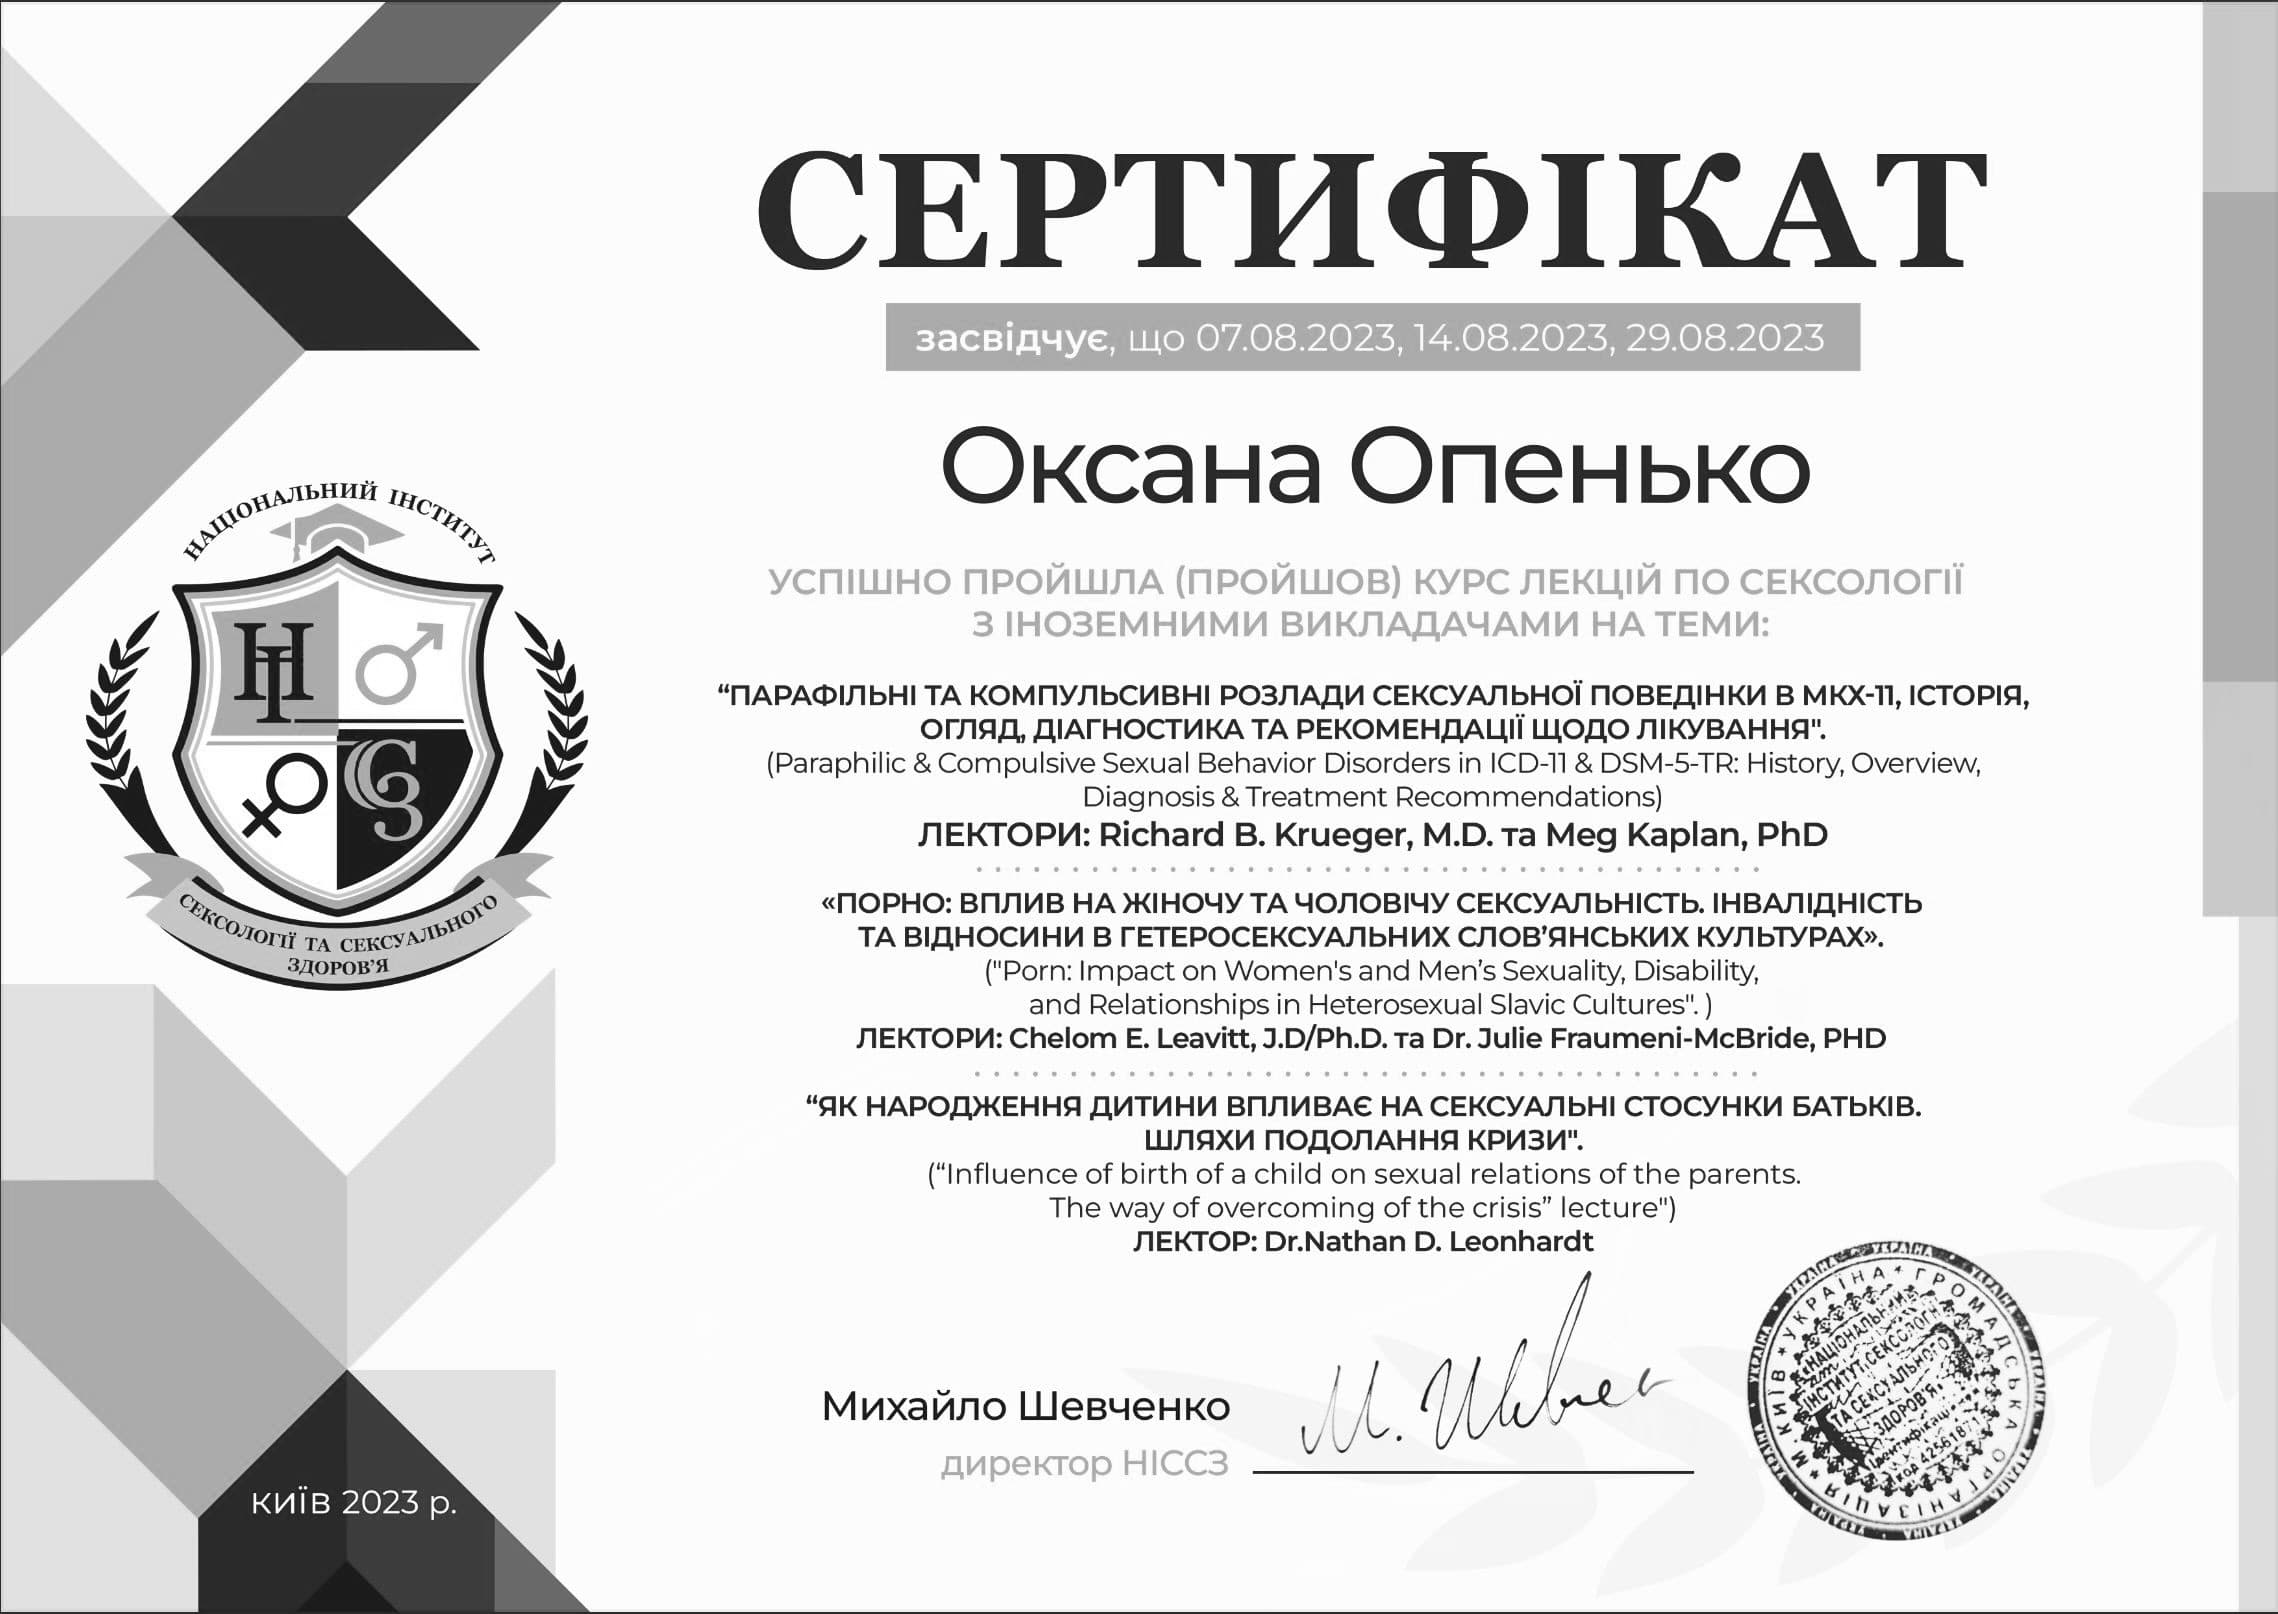 СЕРТИФІКАТ
засвідчує, що 07.08.2023, 14.08.2023, 29.08.2023
Оксана Опенько
УСПІШНО ПРОЙШЛА (ПРОЙШОВ) КУРС ЛЕКЦІЙ ПО СЕКСОЛОГІЇ
З ІНОЗЕМНИМИ ВИКЛАДАЧАМИ НА ТЕМИ:
“ПАРАФІЛЬНІ ТА КОМПУЛЬСИВНІ РОЗЛАДИ СЕКСУАЛЬНОЇ ПОВЕДІНКИ В МКХ-11, ІСТОРІЯ,
ОГЛЯД, ДІАГНОСТИКА ТА РЕКОМЕНДАЦІЇ ЩОДО ЛІКУВАННЯ".
(Paraphilic & Compulsive Sexual Behavior Disorders in ICD-11 & DSM-5-TR: History, Overview,
Diagnosis & Treatment Recommendations)
ЛЕКТОРИ: Richard B. Krueger, M.D. та Meg Kaplan, PhD
«ПОРНО: ВПЛИВ НА ЖІНОЧУ ТА ЧОЛОВІЧУ СЕКСУАЛЬНІСТЬ. ІНВАЛІДНІСТЬ
ТА ВІДНОСИНИ В ГЕТЕРОСЕКСУАЛЬНИХ СЛОВ’ЯНСЬКИХ КУЛЬТУРАХ».
("Porn: Impact on Women's and Men’s Sexuality, Disability,
and Relationships in Heterosexual Slavic Cultures". )
ЛЕКТОРИ: Chelom E. Leavitt, J.D/Ph.D. та Dr. Julie Fraumeni-McBride, PHD
“ЯК НАРОДЖЕННЯ ДИТИНИ ВПЛИВАЄ НА СЕКСУАЛЬНІ СТОСУНКИ БАТЬКІВ.
ШЛЯХИ ПОДОЛАННЯ КРИЗИ".
(“Influence of birth of a child on sexual relations of the parents.
The way of overcoming of the crisis” lecture")
ЛЕКТОР: Dr.Nathan D. Leonhardt
Михайло Шевченко
директор НІССЗ
НАЦІОНАЛЬНИЙ ІНСТИТУТ
НІ
ССЗ
СЕКСОЛОГІЇ ТА СЕКСУАЛЬНОГО
ЗДОРОВ’Я
КИЇВ 2023 р.
М. КИЇВ * УКРАЇНА * ГРОМАДСЬКА ОРГАНІЗАЦІЯ *
«НАЦІОНАЛЬНИЙ
ІНСТИТУТ СЕКСОЛОГІЇ
ТА СЕКСУАЛЬНОГО
ЗДОРОВ’Я»
код 42561871